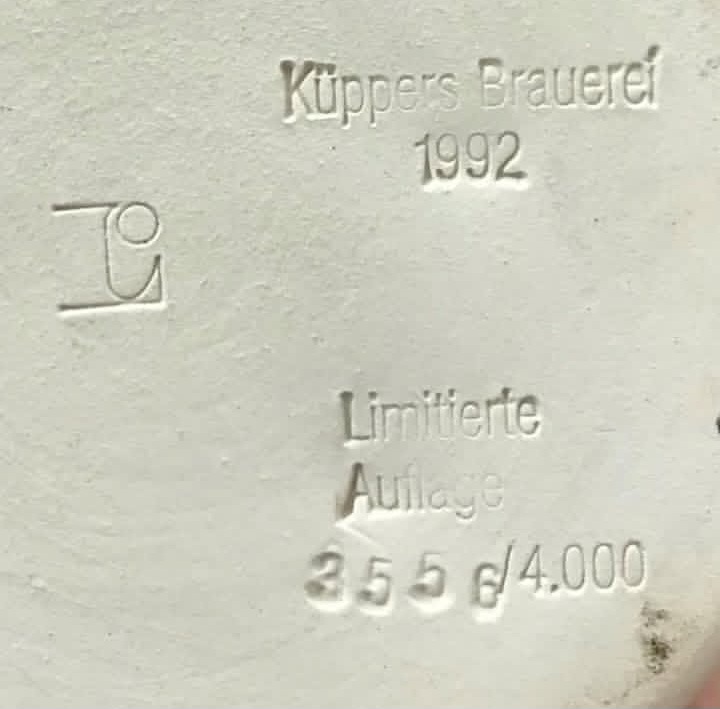 Küppers Brauerei
1992
Limitierte
Auflage
3556/4.000